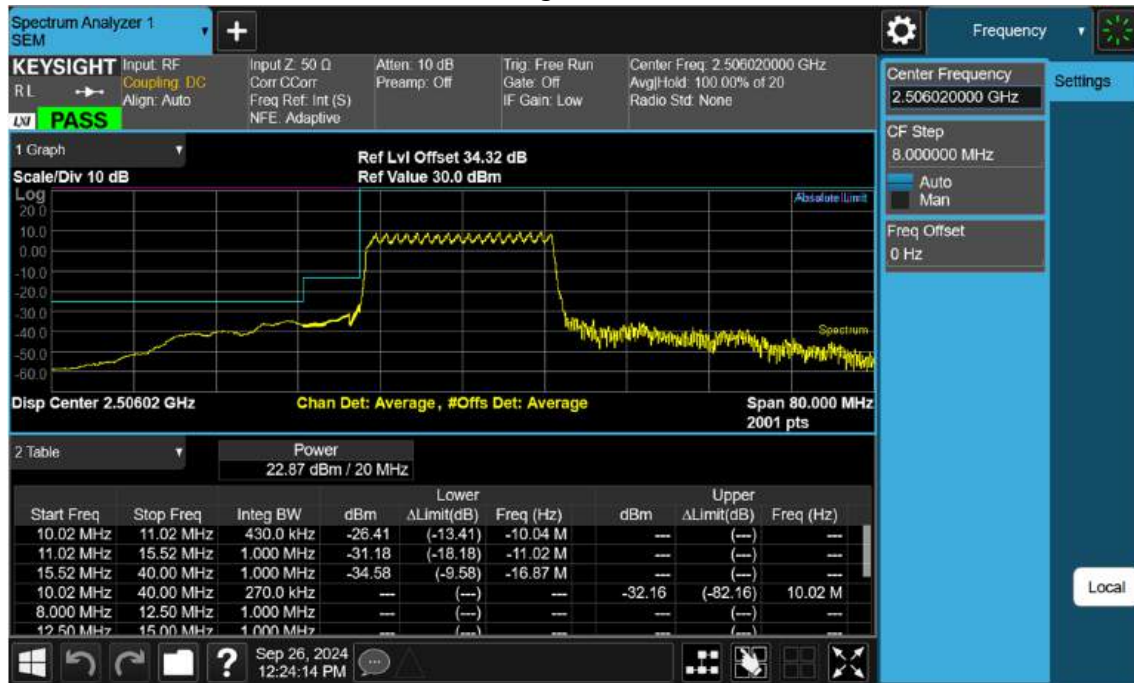 Spectrum Analyzer 1
SEM
Frequency
KEYSIGHT
Input: RF
Coupling: DC
Align: Auto
Input Z: 50 Ω
Corr CCorr
Freq Ref: Int (S)
NFE: Adaptive
Atten: 10 dB
Preamp: Off
Trig: Free Run
Gate: Off
IF Gain: Low
Center Freq: 2.506020000 GHz
Avg|Hold: 100.00% of 20
Radio Std: None
RL
LXI PASS
Center Frequency
2.506020000 GHz
Settings
CF Step
8.000000 MHz
Auto
Man
Freq Offset
0 Hz
1 Graph
Scale/Div 10 dB
Ref Lvl Offset 34.32 dB
Ref Value 30.0 dBm
Log
Absolute Limit
20.0
10.0
0.00
-10.0
-20.0
-30.0
-40.0
-50.0
-60.0
Spectrum
Disp Center 2.50602 GHz
Chan Det: Average, #Offs Det: Average
Span 80.000 MHz
2001 pts
2 Table
Power
22.87 dBm / 20 MHz
Lower Upper
Start Freq Stop Freq Integ BW dBm ΔLimit(dB) Freq (Hz) dBm ΔLimit(dB) Freq (Hz)
10.02 MHz 11.02 MHz 430.0 kHz -26.41 (-13.41) -10.04 M --- (---) ---
11.02 MHz 15.52 MHz 1.000 MHz -31.18 (-18.18) -11.02 M --- (---) ---
15.52 MHz 40.00 MHz 1.000 MHz -34.58 (-9.58) -16.87 M --- (---) ---
10.02 MHz 40.00 MHz 270.0 kHz --- (---) --- -32.16 (-82.16) 10.02 M
8.000 MHz 12.50 MHz 1.000 MHz --- (---) --- --- (---) ---
12.50 MHz 15.00 MHz 1.000 MHz --- (---) --- --- (---) ---
Local
Sep 26, 2024
12:24:14 PM